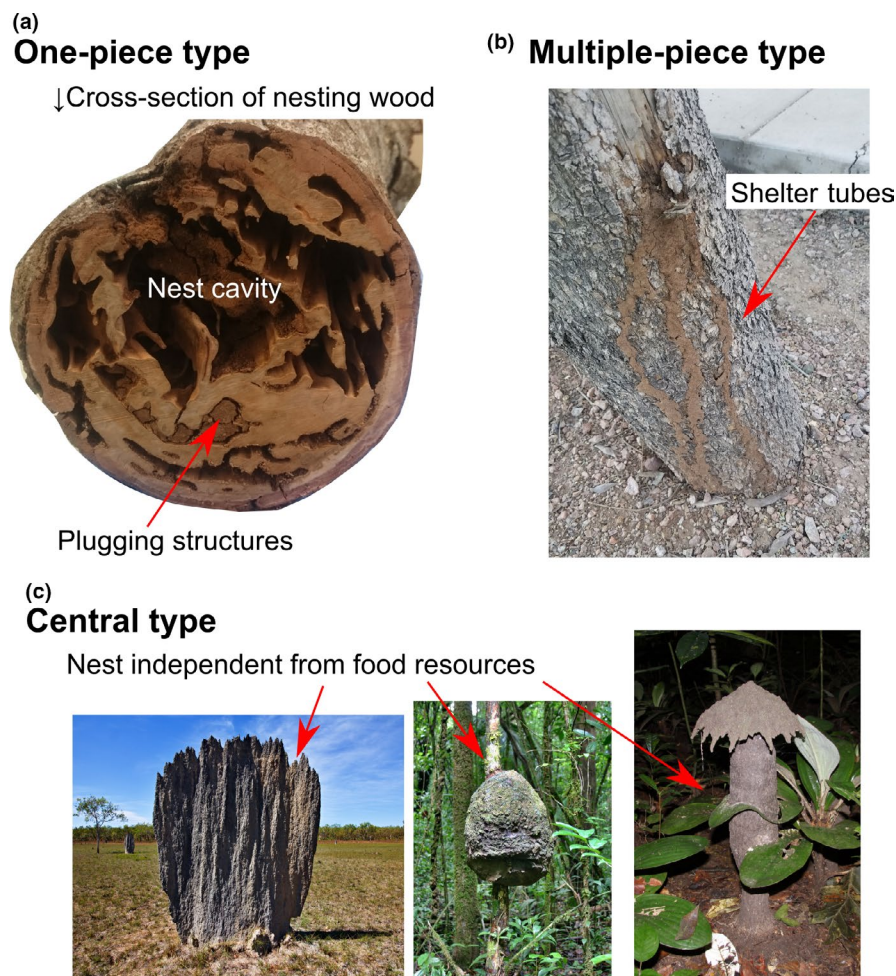 (a)
One-piece type
↓Cross-section of nesting wood
Nest cavity
Plugging structures
(b)
Multiple-piece type
Shelter tubes
(c)
Central type
Nest independent from food resources